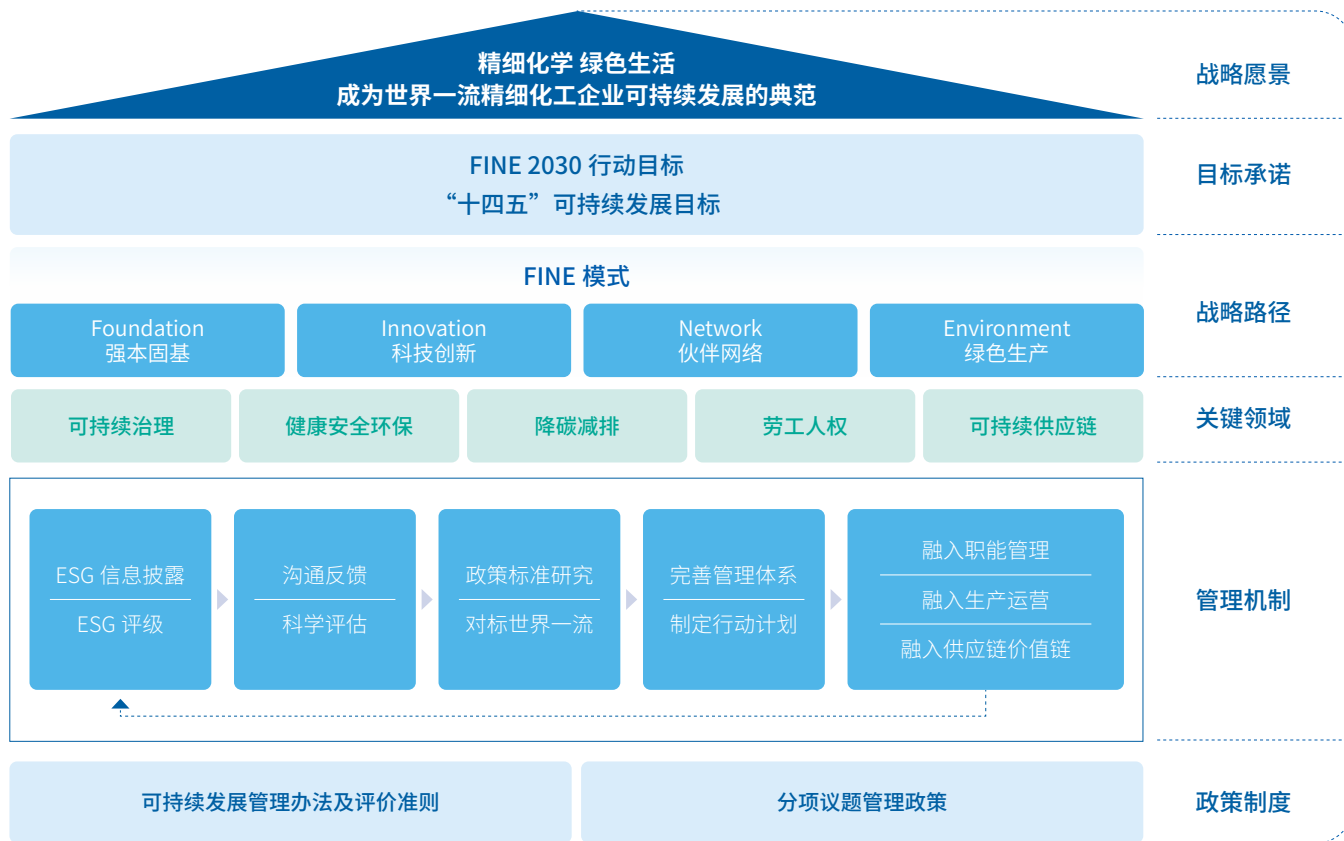 精细化学 绿色生活
成为世界一流精细化工企业可持续发展的典范
战略愿景
FINE 2030 行动目标
“十四五”可持续发展目标
目标承诺
FINE 模式
Foundation
强本固基
Innovation
科技创新
Network
伙伴网络
Environment
绿色生产
战略路径
可持续治理
健康安全环保
降碳减排
劳工人权
可持续供应链
关键领域
ESG 信息披露
ESG 评级
沟通反馈
科学评估
政策标准研究
对标世界一流
完善管理体系
制定行动计划
融入职能管理
融入生产运营
融入供应链价值链
管理机制
可持续发展管理办法及评价准则
分项议题管理政策
政策制度